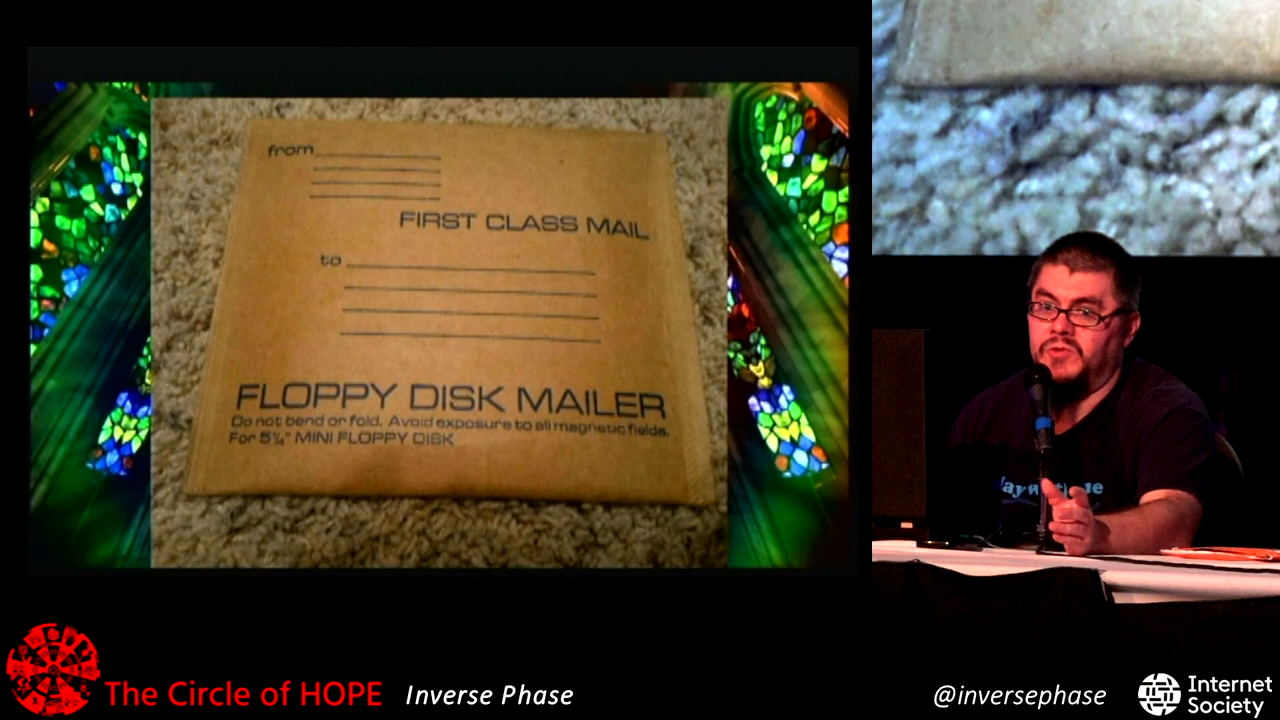 from
FIRST CLASS MAIL
to
FLOPPY DISK MAILER
Do not bend or fold. Avoid exposure to all magnetic fields.
For 5¼" MINI FLOPPY DISK
The Circle of HOPE
Inverse Phase
@inversephase
Internet
Society